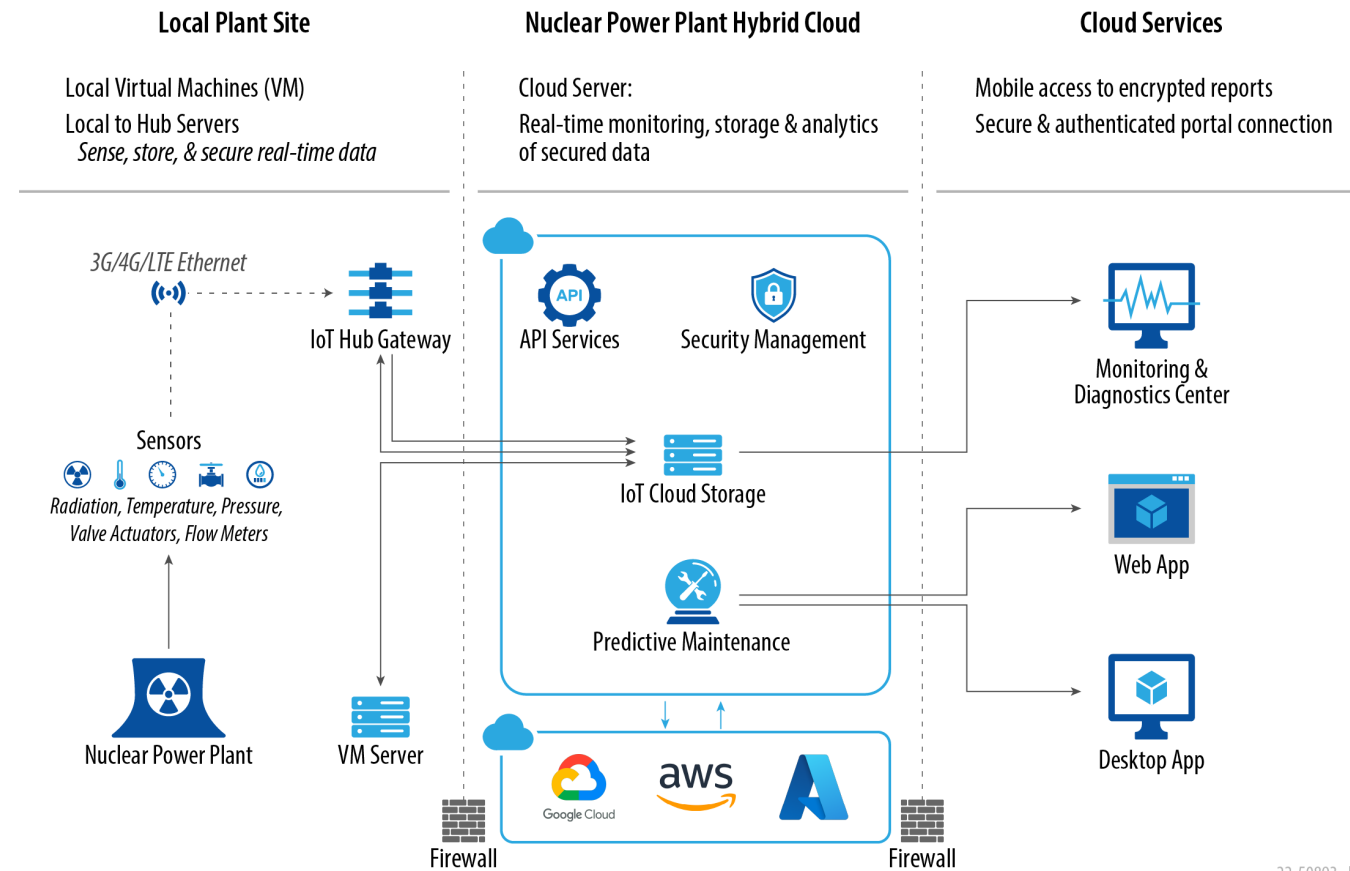 Local Plant Site
Local Virtual Machines (VM)
Local to Hub Servers
Sense, store, & secure real-time data
Nuclear Power Plant Hybrid Cloud
Cloud Server:
Real-time monitoring, storage & analytics
of secured data
Cloud Services
Mobile access to encrypted reports
Secure & authenticated portal connection
3G/4G/LTE Ethernet
IoT Hub Gateway
Sensors
Radiation, Temperature, Pressure,
Valve Actuators, Flow Meters
Nuclear Power Plant
VM Server
Firewall
API
API Services
Security Management
IoT Cloud Storage
Predictive Maintenance
Google Cloud
aws
Firewall
Monitoring &
Diagnostics Center
Web App
Desktop App